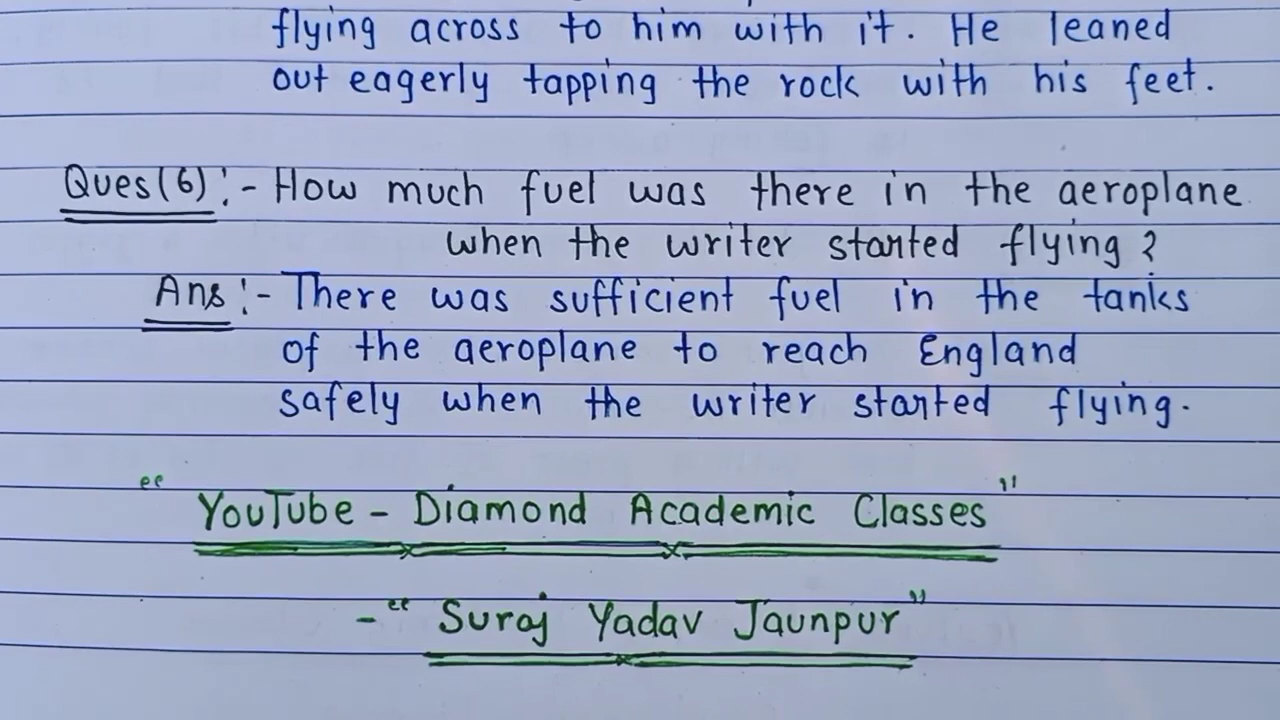 flying across to him with it. He leaned
out eagerly tapping the rock with his feet.
Ques(6):- How much fuel was there in the aeroplane
when the writer started flying?
Ans:- There was sufficient fuel in the tanks
of the aeroplane to reach England
safely when the writer started flying.
"YouTube - Diamond Academic Classes"
- "Suraj Yadav Jaunpur"